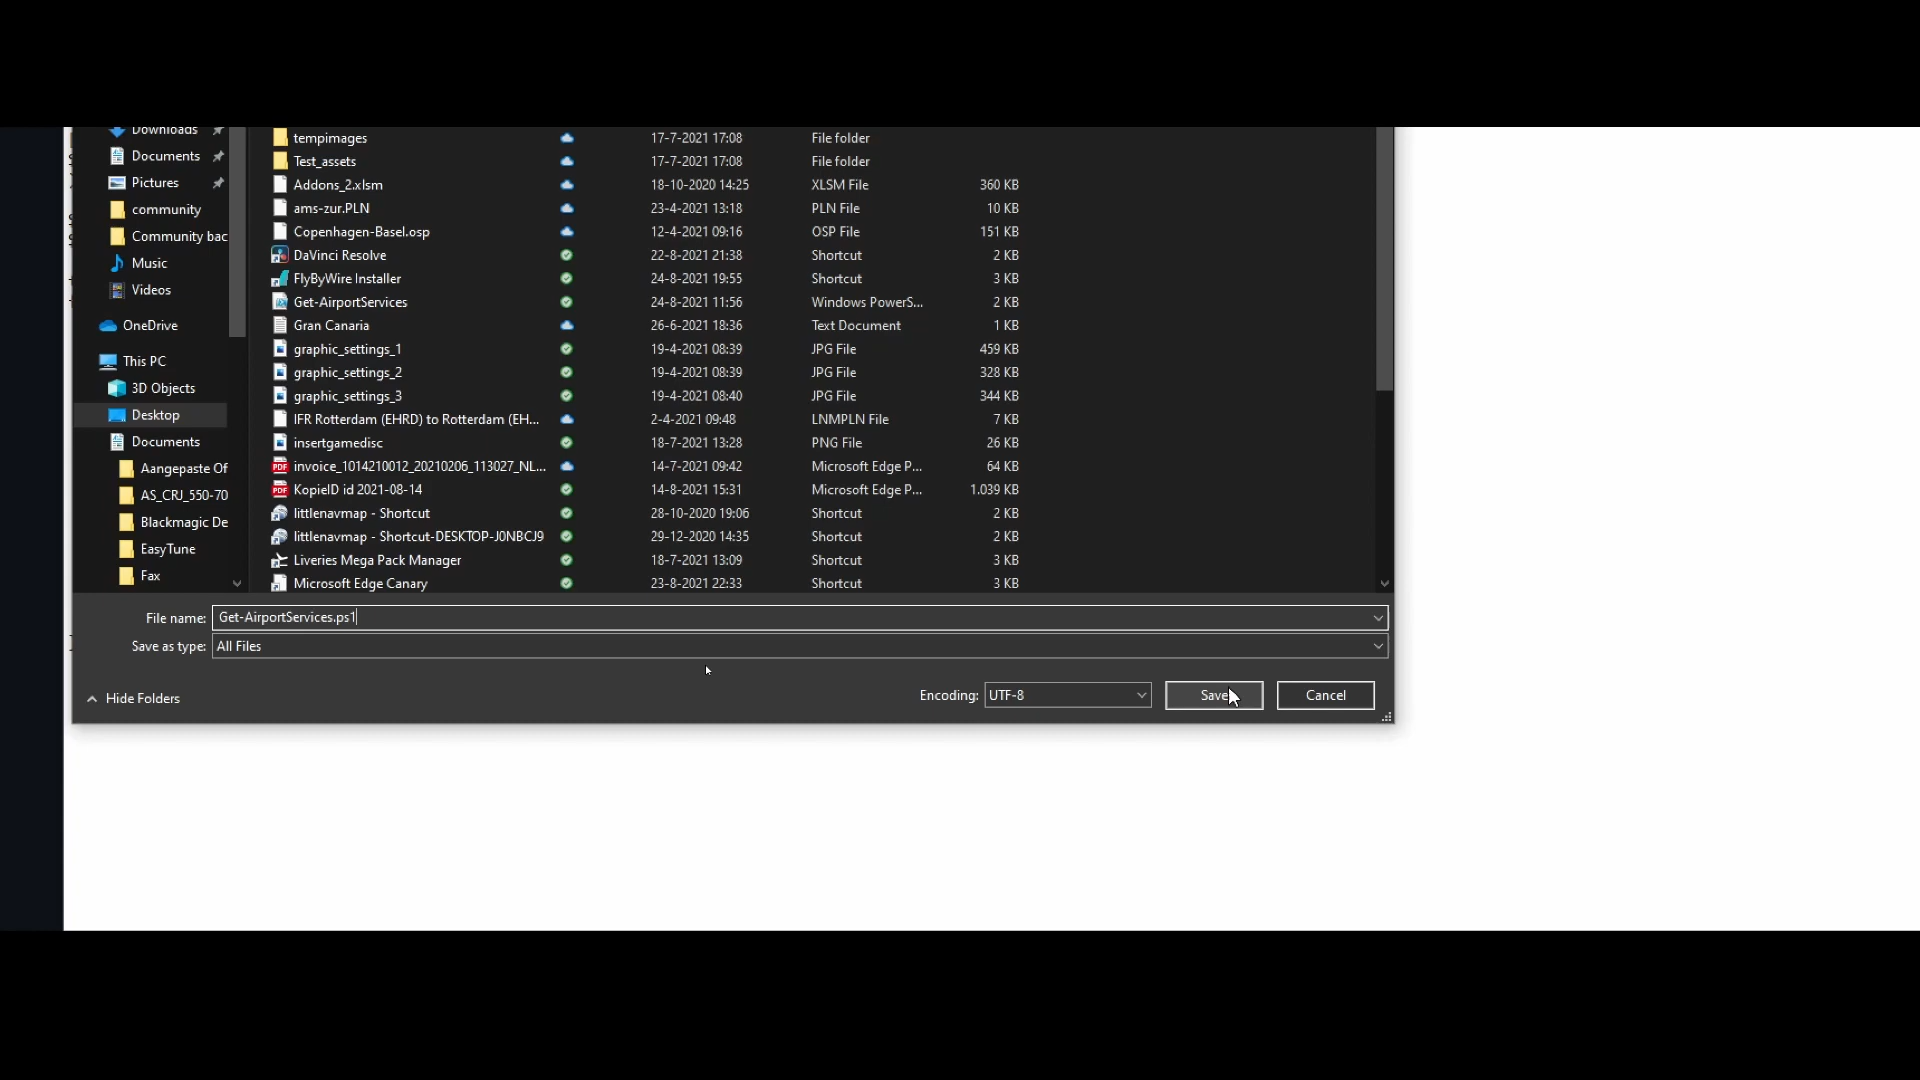 Downloads
Documents
Pictures
community
Community bac
Music
Videos
OneDrive
This PC
3D Objects
Desktop
Documents
Aangepaste Of
AS_CRJ_550-70
Blackmagic De
EasyTune
Fax
tempimages 17-7-2021 17:08 File folder
Test_assets 17-7-2021 17:08 File folder
Addons_2.xlsm 18-10-2020 14:25 XLSM File 360 KB
ams-zur.PLN 23-4-2021 13:18 PLN File 10 KB
Copenhagen-Basel.osp 12-4-2021 09:16 OSP File 151 KB
DaVinci Resolve 22-8-2021 21:38 Shortcut 2 KB
FlyByWire Installer 24-8-2021 19:55 Shortcut 3 KB
Get-AirportServices 24-8-2021 11:56 Windows PowerS... 2 KB
Gran Canaria 26-6-2021 18:36 Text Document 1 KB
graphic_settings_1 19-4-2021 08:39 JPG File 459 KB
graphic_settings_2 19-4-2021 08:39 JPG File 328 KB
graphic_settings_3 19-4-2021 08:40 JPG File 344 KB
IFR Rotterdam (EHRD) to Rotterdam (EH... 2-4-2021 09:48 LNMPLN File 7 KB
insertgamedisc 18-7-2021 13:28 PNG File 26 KB
PDF invoice_1014210012_20210206_113027_NL... 14-7-2021 09:42 Microsoft Edge P... 64 KB
PDF KopieID id 2021-08-14 14-8-2021 15:31 Microsoft Edge P... 1.039 KB
littlenavmap - Shortcut 28-10-2020 19:06 Shortcut 2 KB
littlenavmap - Shortcut-DESKTOP-J0NBCJ9 29-12-2020 14:35 Shortcut 2 KB
Liveries Mega Pack Manager 18-7-2021 13:09 Shortcut 3 KB
Microsoft Edge Canary 23-8-2021 22:33 Shortcut 3 KB
File name: Get-AirportServices.ps1
Save as type: All Files
Hide Folders
Encoding: UTF-8 Save Cancel